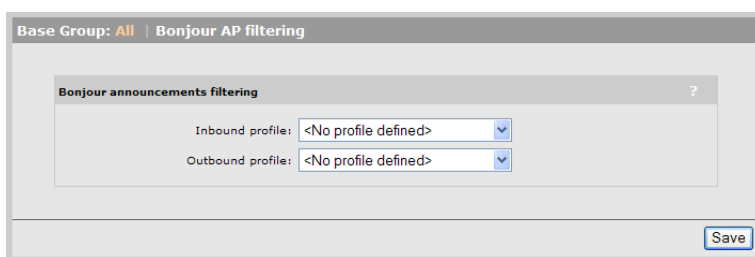 Base Group: All | Bonjour AP filtering
Bonjour announcements filtering ?
Inbound profile: <No profile defined>
Outbound profile: <No profile defined>
Save